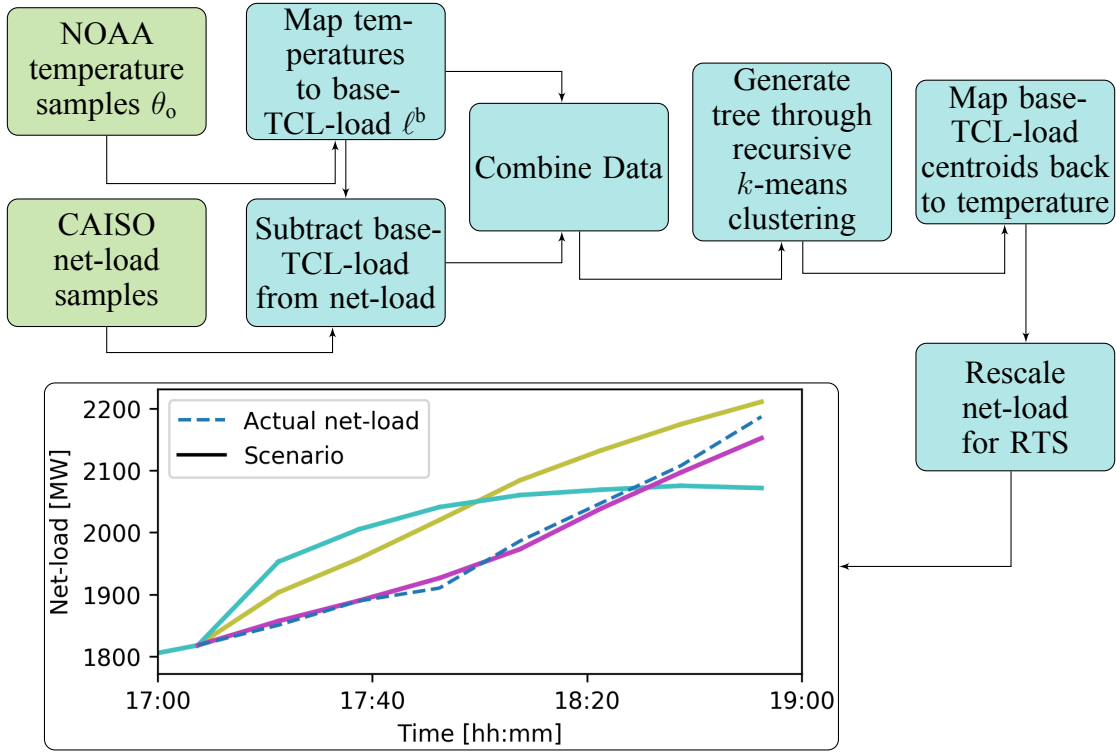 NOAA
temperature
samples θₒ
Map tem-
peratures
to base-
TCL-load ℓᵇ
CAISO
net-load
samples
Subtract base-
TCL-load
from net-load
Combine Data
Generate
tree through
recursive
k-means
clustering
Map base-
TCL-load
centroids back
to temperature
Rescale
net-load
for RTS
Actual net-load
Scenario
Net-load [MW]
2200
2100
2000
1900
1800
17:00 17:40 18:20 19:00
Time [hh:mm]